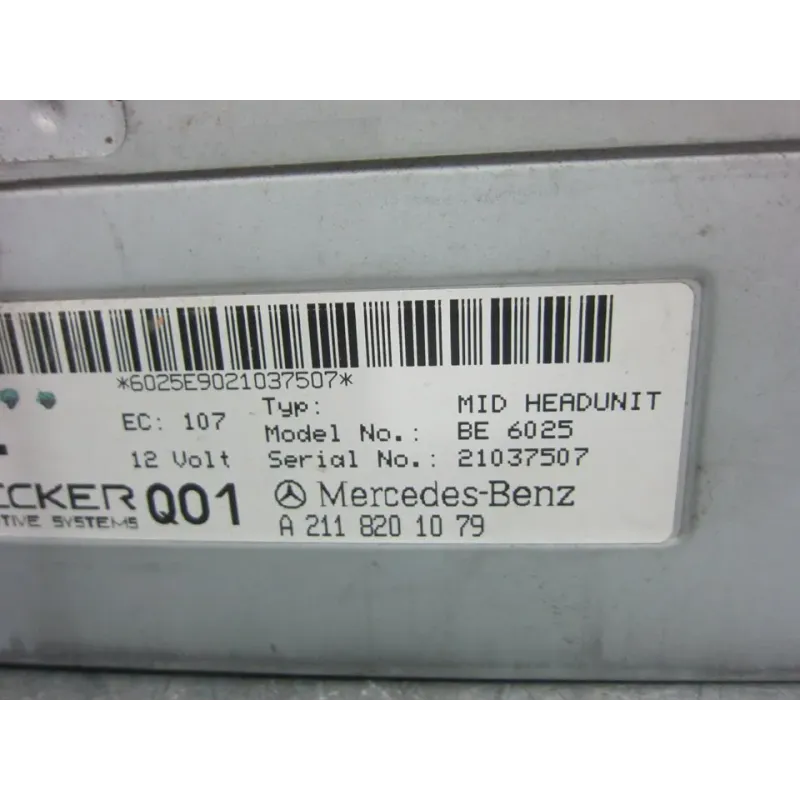 *6025E9021037507*
EC: 107 Typ: MID HEADUNIT
Model No.: BE 6025
12 Volt Serial No.: 21037507
ECKER Q01 Mercedes-Benz
TIVE SYSTEMS A 211 820 10 79